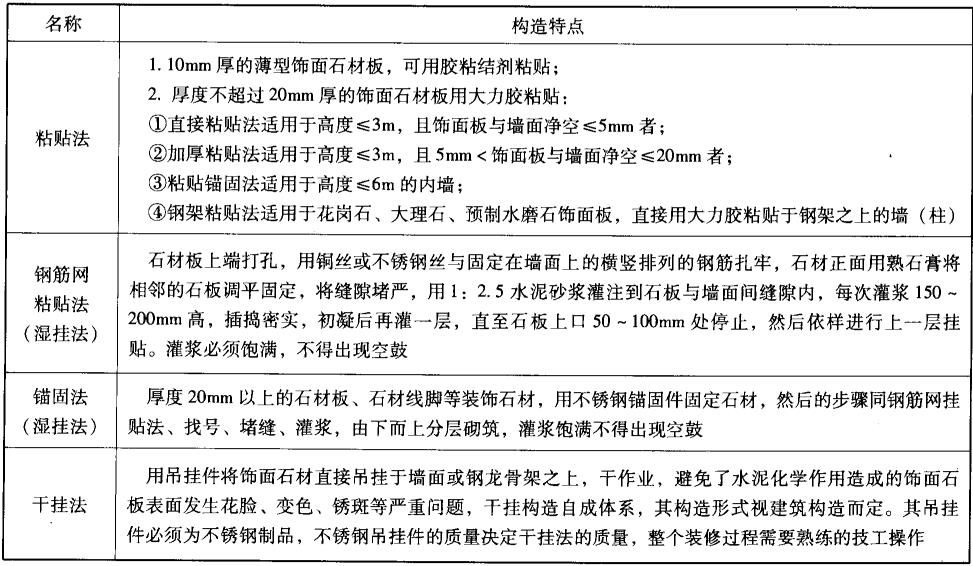 名称 构造特点
粘贴法
1. 10mm 厚的薄型饰面石材板，可用胶粘结剂粘贴；
2. 厚度不超过 20mm 厚的饰面石材板用大力胶粘贴：
①直接粘贴法适用于高度≤3m，且饰面板与墙面净空≤5mm 者；
②加厚粘贴法适用于高度≤3m，且 5mm＜饰面板与墙面净空≤20mm 者；
③粘贴锚固法适用于高度≤6m 的内墙；
④钢架粘贴法适用于花岗石、大理石、预制水磨石饰面板，直接用大力胶粘贴于钢架之上的墙（柱）
钢筋网
粘贴法
（湿挂法）
石材板上端打孔，用铜丝或不锈钢丝与固定在墙面上的横竖排列的钢筋扎牢，石材正面用熟石膏将
相邻的石板调平固定，将缝隙堵严，用 1：2.5 水泥砂浆灌注到石板与墙面间缝隙内，每次灌浆 150～
200mm 高，插捣密实，初凝后再灌一层，直至石板上口 50～100mm 处停止，然后依样进行上一层挂
贴。灌浆必须饱满，不得出现空鼓
锚固法
（湿挂法）
厚度 20mm 以上的石材板、石材线脚等装饰石材，用不锈钢锚固件固定石材，然后的步骤同钢筋网挂
贴法、找号、堵缝、灌浆，由下而上分层砌筑，灌浆饱满不得出现空鼓
干挂法
用吊挂件将饰面石材直接吊挂于墙面或钢龙骨架之上，干作业，避免了水泥化学作用造成的饰面石
板表面发生花脸、变色、锈斑等严重问题，干挂构造自成体系，其构造形式视建筑构造而定。其吊挂
件必须为不锈钢制品，不锈钢吊挂件的质量决定干挂法的质量，整个装修过程需要熟练的技工操作